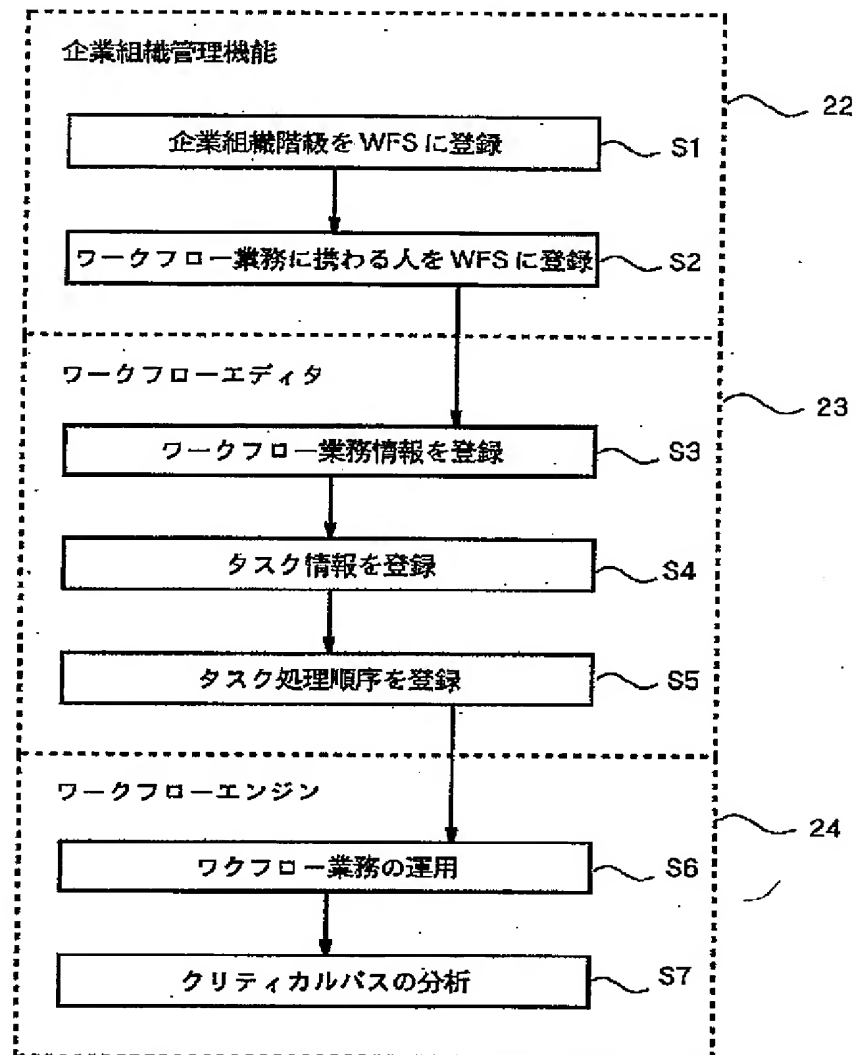 企業組織管理機能
22
企業組織階級を WFS に登録
S1
ワークフロー業務に携わる人を WFS に登録
S2
ワークフローエディタ
23
ワークフロー業務情報を登録
S3
タスク情報を登録
S4
タスク処理順序を登録
S5
ワークフローエンジン
24
ワクフロー業務の運用
S6
クリティカルパスの分析
S7